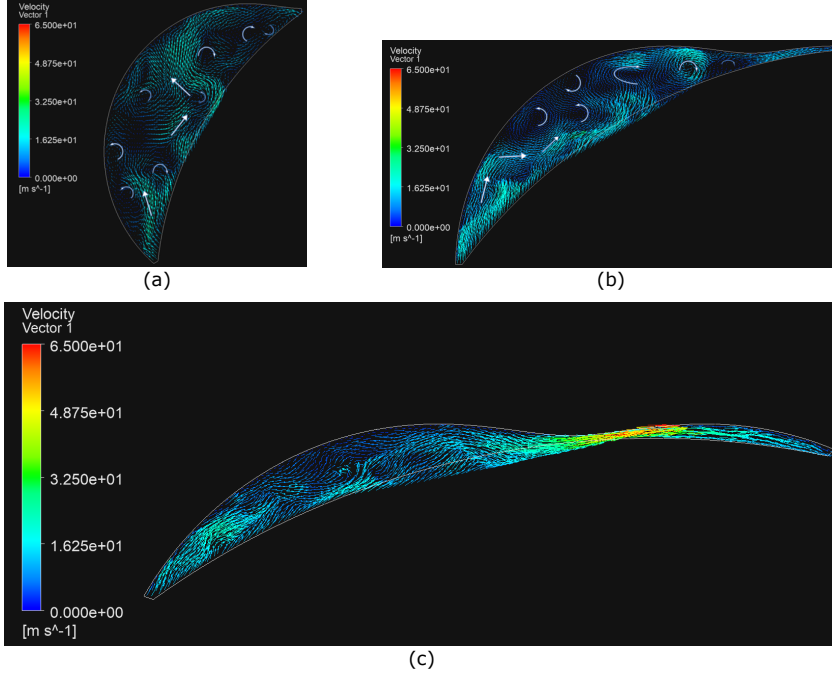 Velocity
Vector 1
6.500e+01
4.875e+01
3.250e+01
1.625e+01
0.000e+00
[m s^-1]
(a)
Velocity
Vector 1
6.500e+01
4.875e+01
3.250e+01
1.625e+01
0.000e+00
[m s^-1]
(b)
Velocity
Vector 1
6.500e+01
4.875e+01
3.250e+01
1.625e+01
0.000e+00
[m s^-1]
(c)